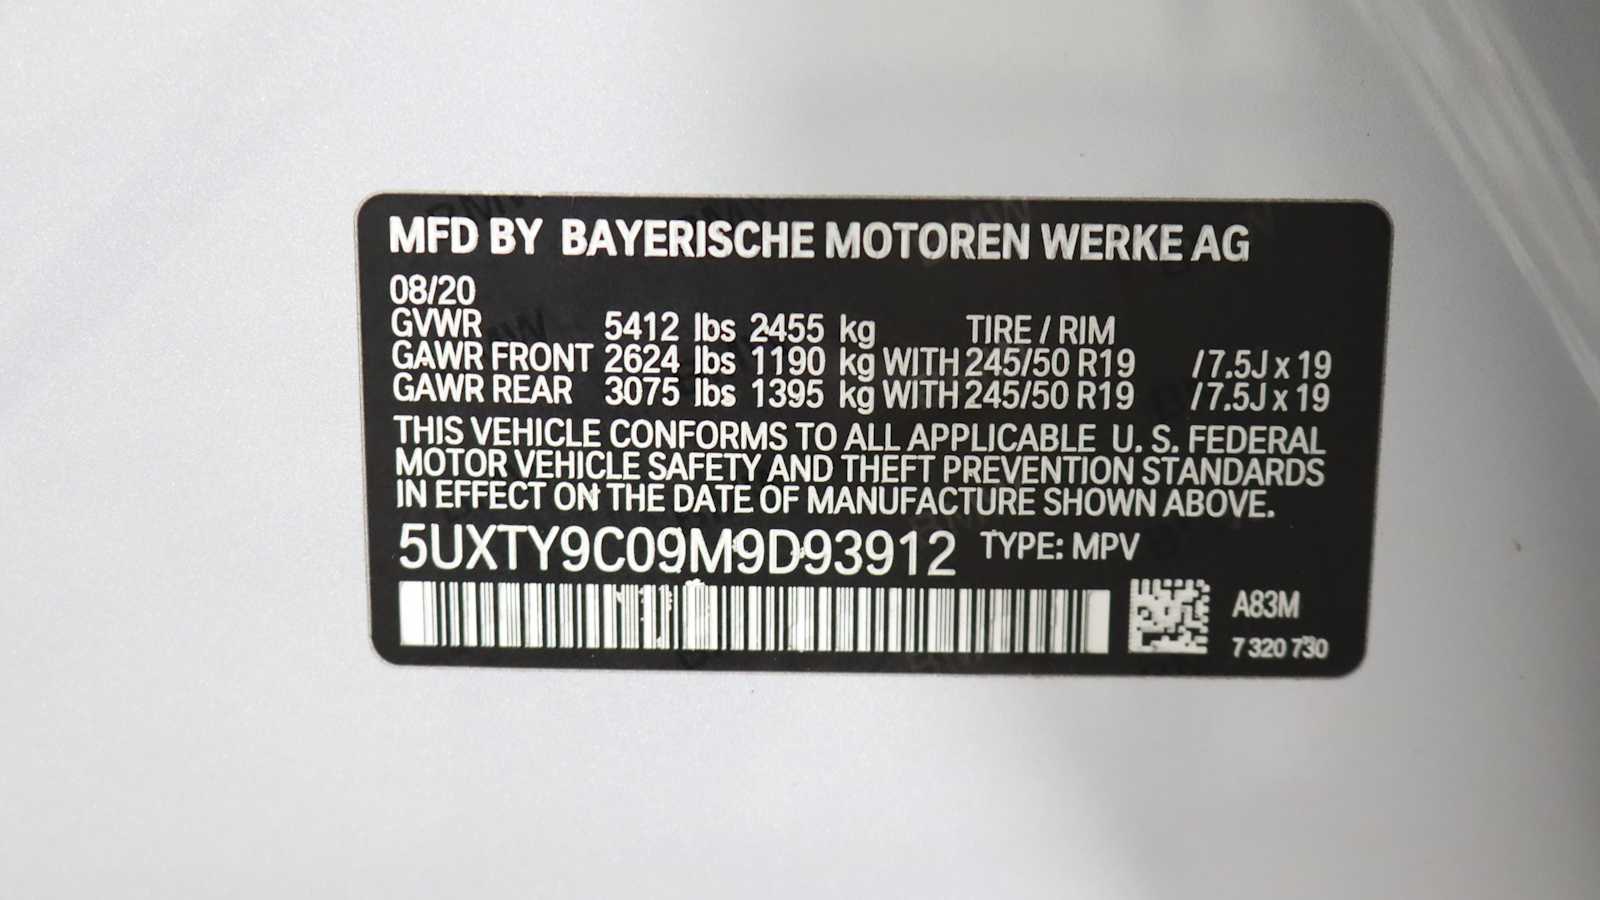 MFD BY BAYERISCHE MOTOREN WERKE AG
08/20
GVWR 5412 lbs 2455 kg TIRE / RIM
GAWR FRONT 2624 lbs 1190 kg WITH 245/50 R19 /7.5J x 19
GAWR REAR 3075 lbs 1395 kg WITH 245/50 R19 /7.5J x 19
THIS VEHICLE CONFORMS TO ALL APPLICABLE U. S. FEDERAL
MOTOR VEHICLE SAFETY AND THEFT PREVENTION STANDARDS
IN EFFECT ON THE DATE OF MANUFACTURE SHOWN ABOVE.
5UXTY9C09M9D93912 TYPE: MPV
A83M
7 320 730